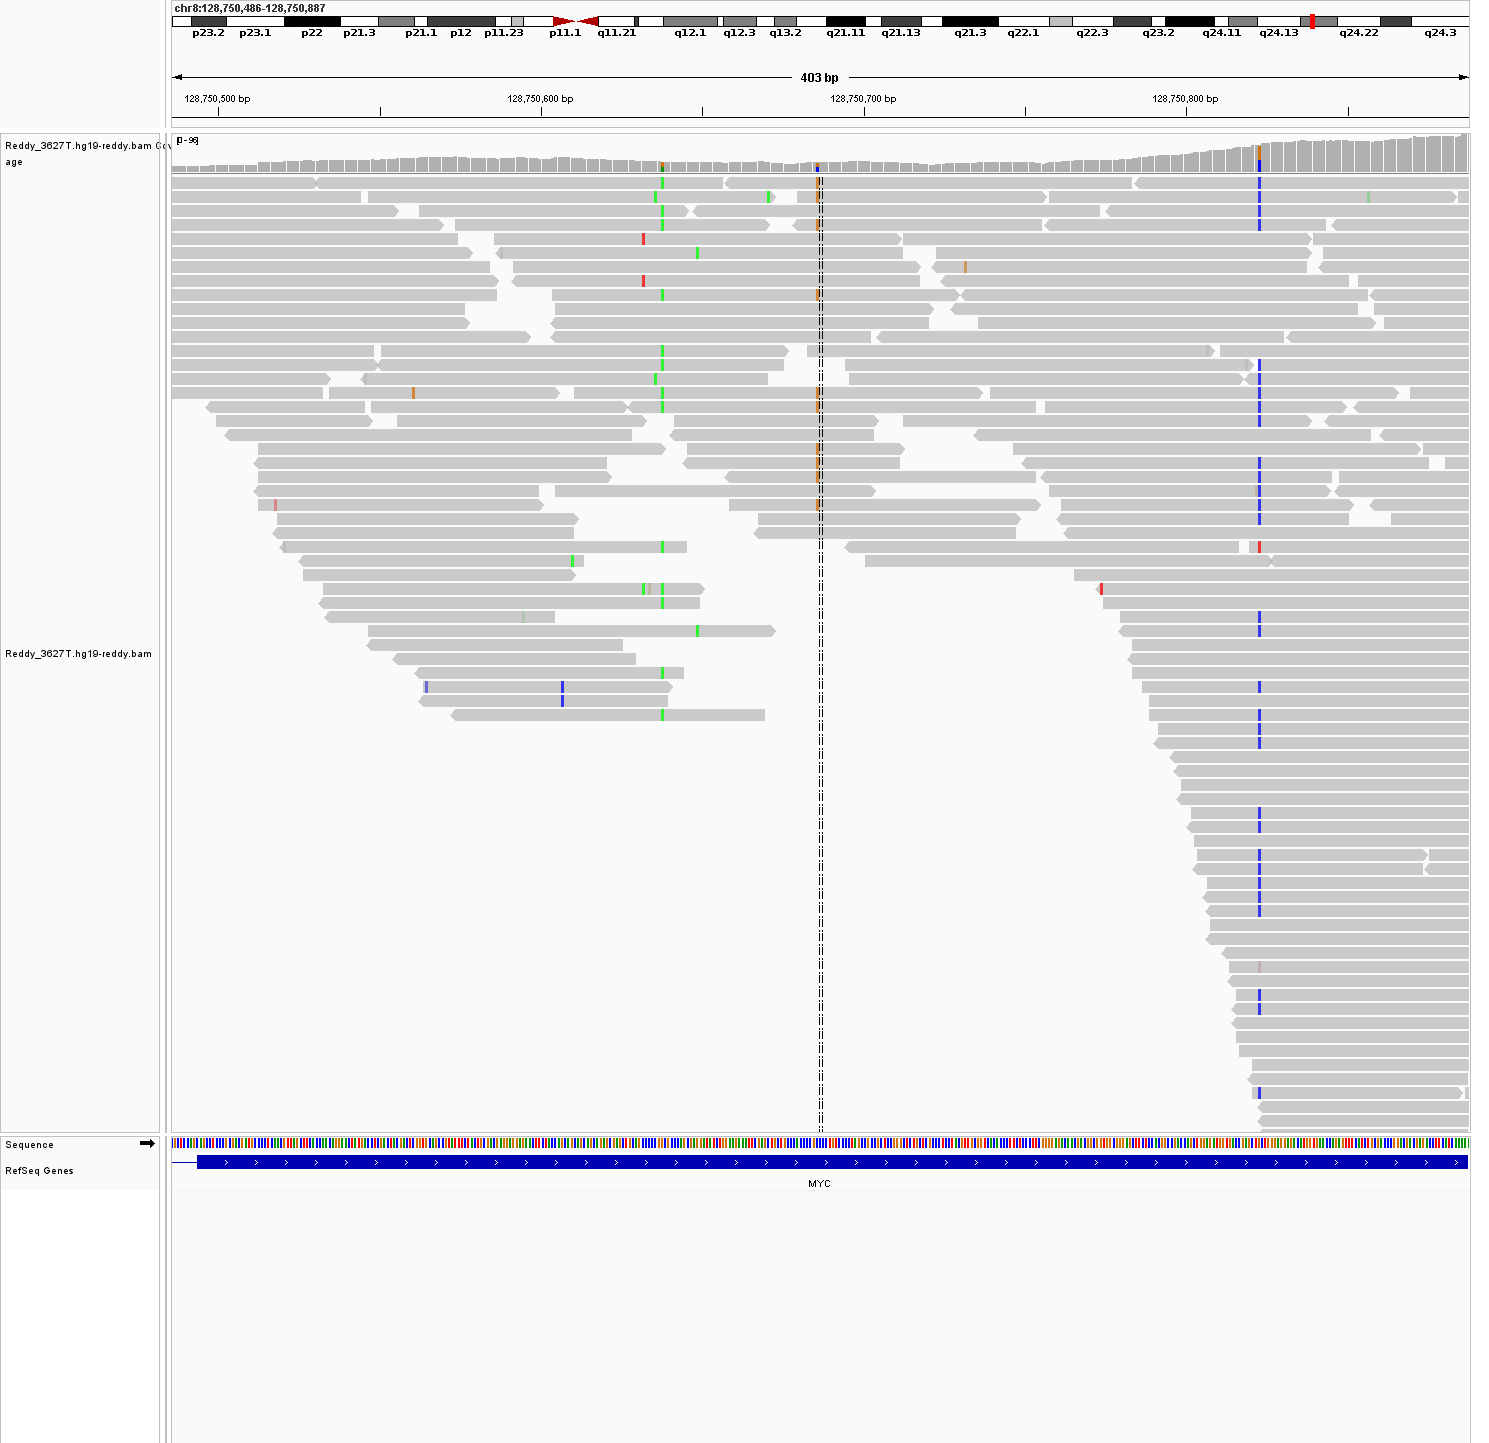 chr8:128,750,486-128,750,887
p23.2 p23.1 p22 p21.3 p21.1 p12 p11.23 p11.1 q11.21 q12.1 q12.3 q13.2 q21.11 q21.13 q21.3 q22.1 q22.3 q23.2 q24.11 q24.13 q24.22 q24.3
403 bp
128,750,500 bp 128,750,600 bp 128,750,700 bp 128,750,800 bp
Reddy_3627T.hg19-reddy.bam Cov
age
[0 - 96]
Reddy_3627T.hg19-reddy.bam
Sequence
RefSeq Genes
MYC